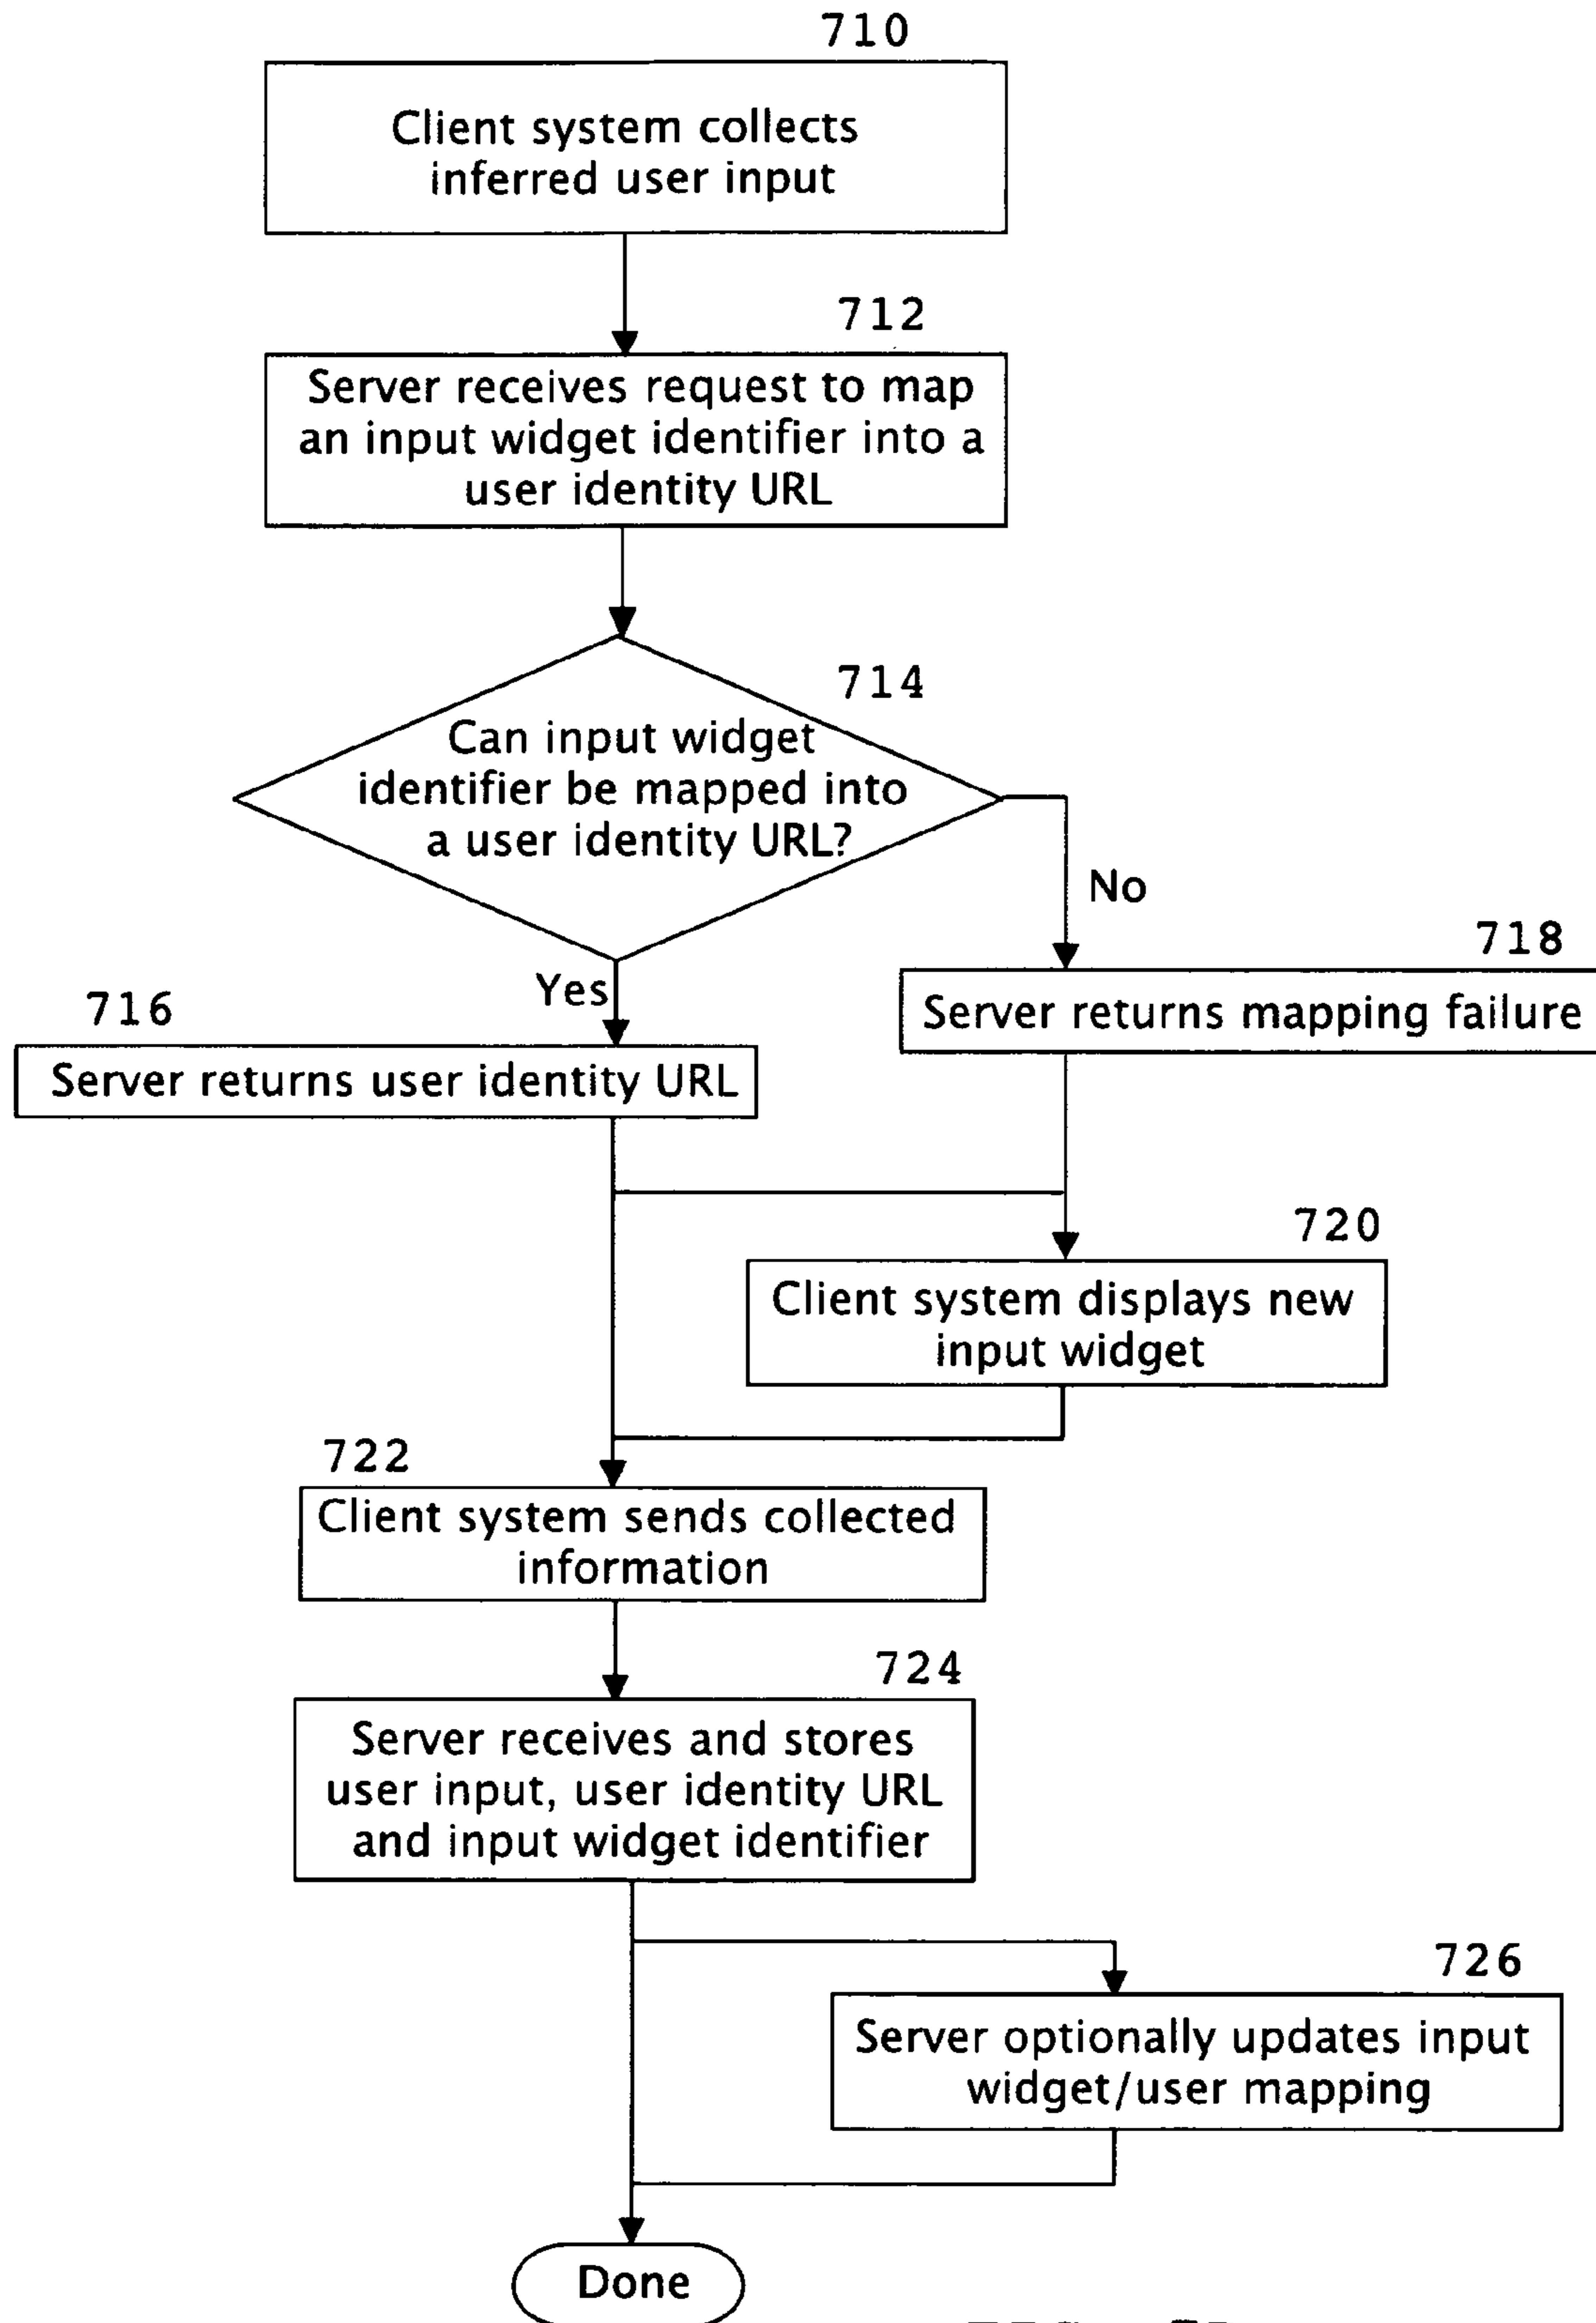 710
Client system collects
inferred user input
712
Server receives request to map
an input widget identifier into a
user identity URL
714
Can input widget
identifier be mapped into
a user identity URL?
No
718
Server returns mapping failure
Yes
716
Server returns user identity URL
720
Client system displays new
input widget
722
Client system sends collected
information
724
Server receives and stores
user input, user identity URL
and input widget identifier
726
Server optionally updates input
widget/user mapping
Done